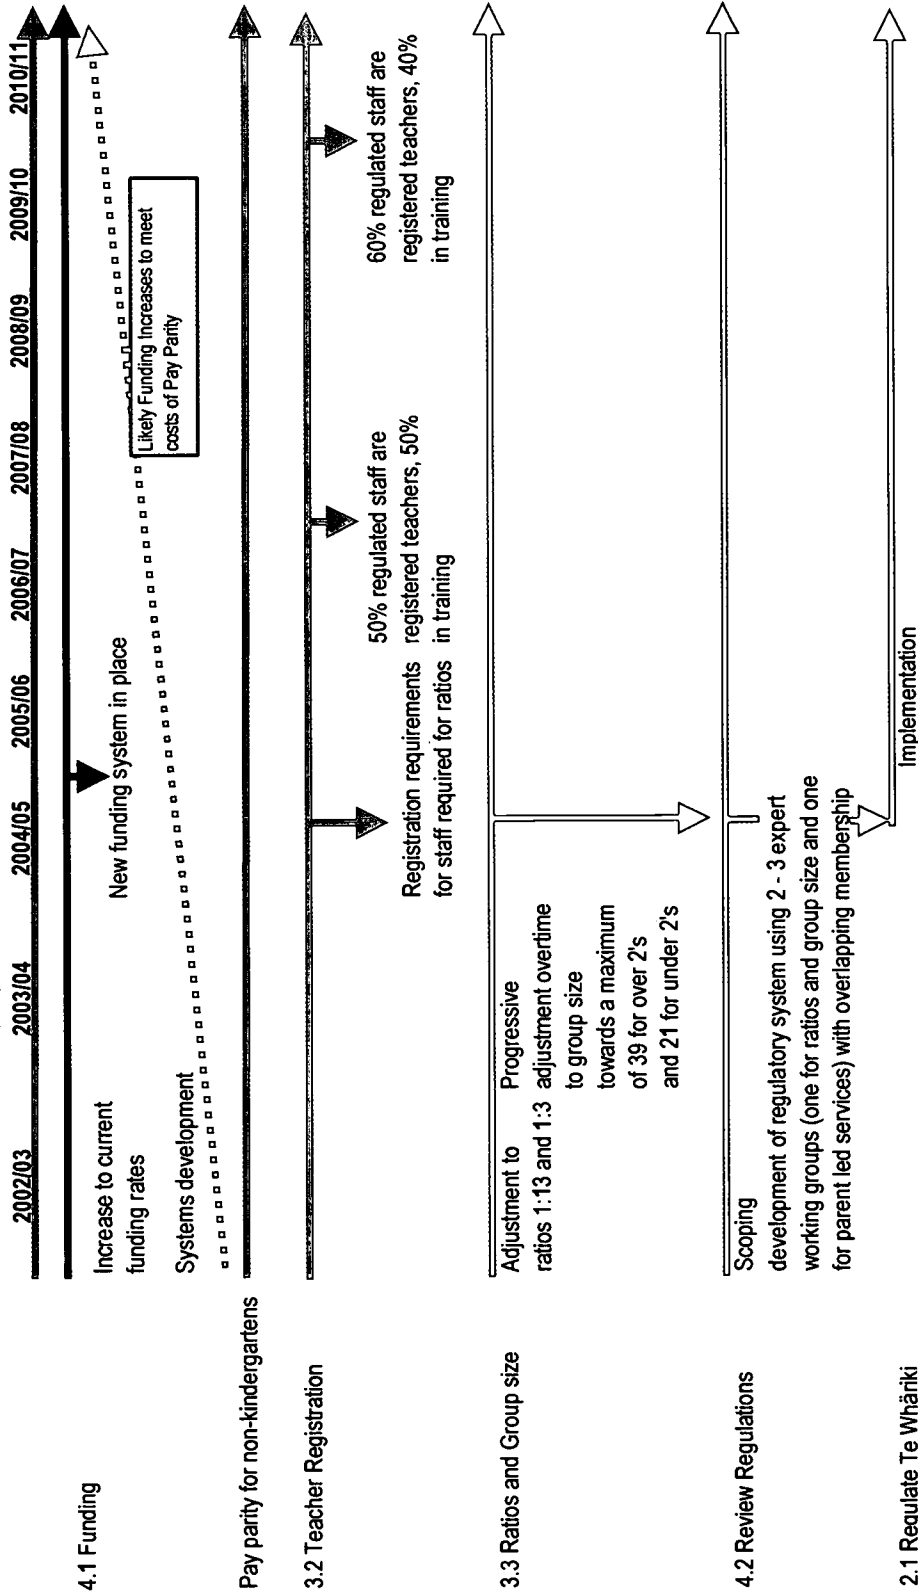 2002/03 2003/04 2004/05 2005/06 2006/07 2007/08 2008/09 2009/10 2010/11
4.1 Funding
Increase to current
funding rates
New funding system in place
Systems development
Likely Funding Increases to meet
costs of Pay Parity
Pay parity for non-kindergartens
3.2 Teacher Registration
Registration requirements
for staff required for ratios
50% regulated staff are
registered teachers, 50%
in training
60% regulated staff are
registered teachers, 40%
in training
3.3 Ratios and Group size
Adjustment to
ratios 1:13 and 1:3
Progressive
adjustment overtime
to group size
towards a maximum
of 39 for over 2's
and 21 for under 2's
4.2 Review Regulations
Scoping
development of regulatory system using 2 - 3 expert
working groups (one for ratios and group size and one
for parent led services) with overlapping membership
2.1 Regulate Te Whāriki
Implementation